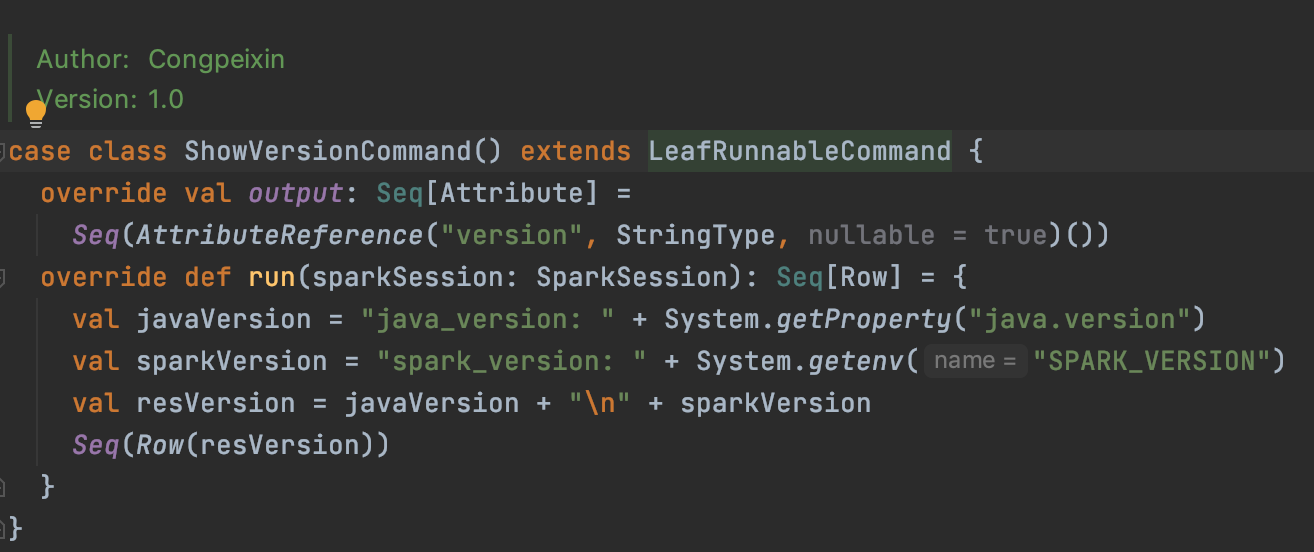 Author: Congpeixin
Version: 1.0
case class ShowVersionCommand() extends LeafRunnableCommand {
override val output: Seq[Attribute] =
Seq(AttributeReference("version", StringType, nullable = true)())
override def run(sparkSession: SparkSession): Seq[Row] = {
val javaVersion = "java_version: " + System.getProperty("java.version")
val sparkVersion = "spark_version: " + System.getenv( name = "SPARK_VERSION")
val resVersion = javaVersion + "\n" + sparkVersion
Seq(Row(resVersion))
}
}